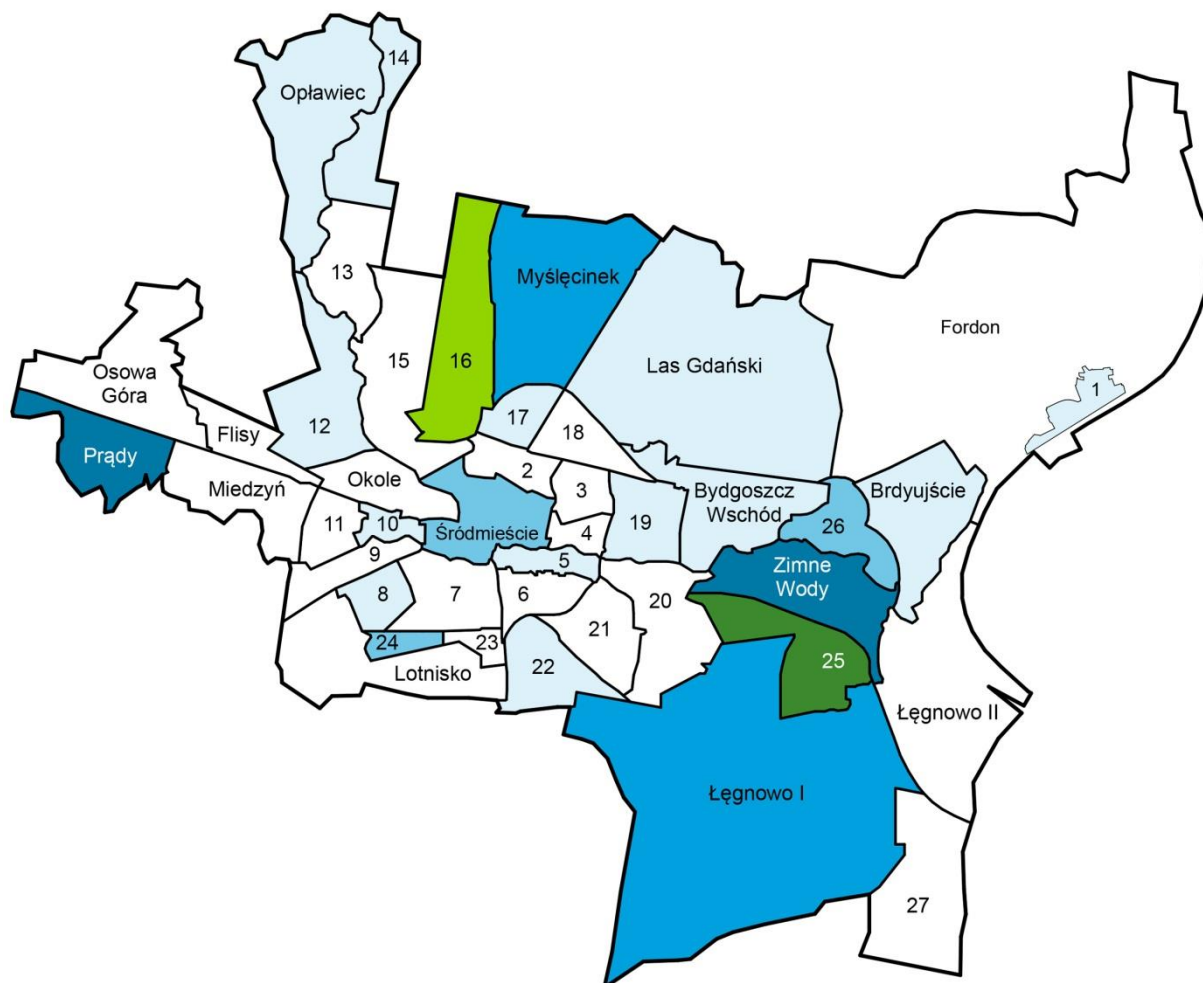 14
Opławiec
13
Myślęcinek
Fordon
15
16
Las Gdański
Osowa
Góra
1
17
12
Flisy
18
Prądy
Okole
2
Miedzyń
3
Bydgoszcz
Wschód
Brdyujście
11
10
19
26
Śródmieście
4
9
5
Zimne
Wody
8
7
6
20
21
24
23
25
Lotnisko
22
Łęgnowo II
Łęgnowo I
27